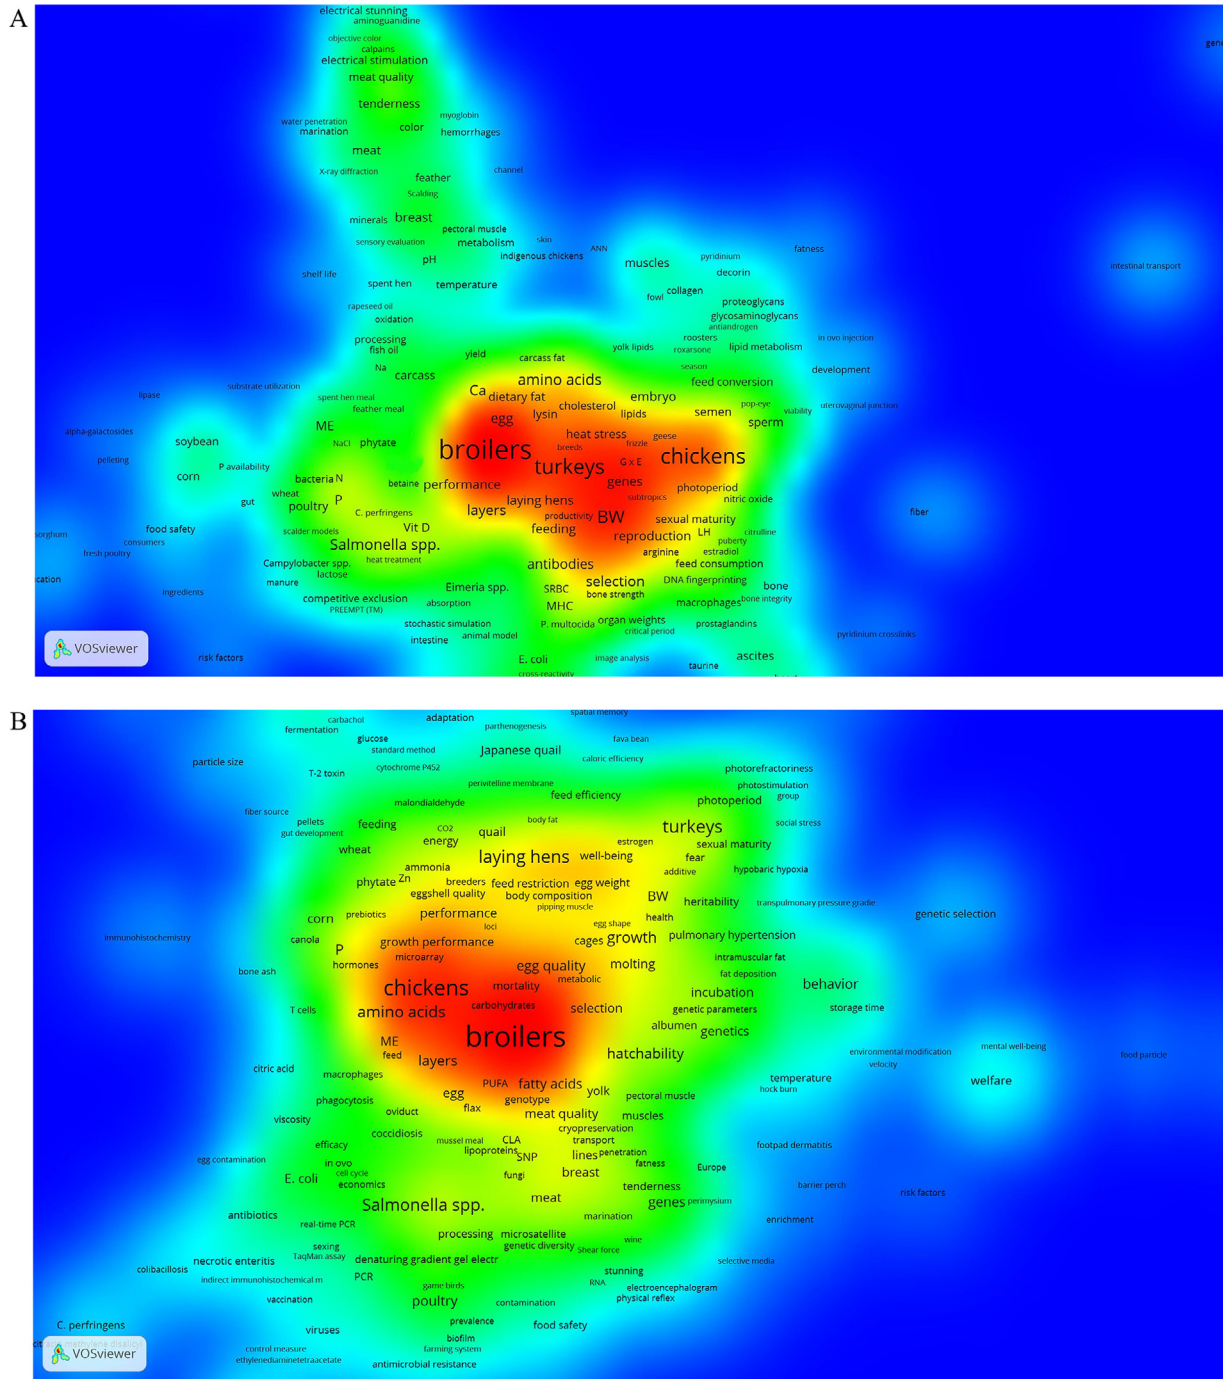 A
electrical stunning
aminoguanidine
objective color
calpains
electrical stimulation
meat quality
tenderness
myoglobin
water penetration
marination
color
hemorrhages
meat
X-ray diffraction
channel
feather
Scalding
minerals
breast
pectoral muscle
sensory evaluation
metabolism
skin
ANN
fatness
indigenous chickens
pH
muscles
pyridinium
decorin
intestinal transport
shelf life
spent hen
temperature
fowl
collagen
proteoglycans
rapeseed oil
oxidation
glycosaminoglycans
antiandrogen
processing
fish oil
roosters
in ovo injection
yolk lipids
roxarsone
lipid metabolism
yield
carcass fat
Na
carcass
season
development
amino acids
feed conversion
substrate utilization
lipase
spent hen meal
Ca
dietary fat
embryo
feather meal
lysin
cholesterol
lipids
semen
pop-eye
viability
uterovaginal junction
egg
sperm
ME
alpha-galactosides
soybean
NaCl
phytate
heat stress
geese
breeds
frizzle
broilers
turkeys
G x E
chickens
pelleting
P availability
corn
bacteria
N
betaine
performance
genes
photoperiod
gut
wheat
P
poultry
laying hens
subtropics
nitric oxide
C. perfringens
layers
productivity
BW
fiber
sexual maturity
food safety
Vit D
feeding
reproduction
LH
citrulline
sorghum
consumers
scalder models
puberty
fresh poultry
Salmonella spp.
arginine
estradiol
heat treatment
antibodies
feed consumption
Campylobacter spp.
lactose
cation
manure
Eimeria spp.
SRBC
selection
DNA fingerprinting
bone
ingredients
competitive exclusion
absorption
bone strength
macrophages
bone integrity
PREEMPT (TM)
MHC
stochastic simulation
P. multocida
organ weights
prostaglandins
critical period
intestine
animal model
pyridinium crosslinks
VOSviewer
risk factors
E. coli
image analysis
taurine
ascites
cross-reactivity
B
carbachol
adaptation
spatial memory
fermentation
parthenogenesis
glucose
fava bean
standard method
Japanese quail
particle size
cytochrome P452
caloric efficiency
T-2 toxin
photorefractoriness
perivitelline membrane
photostimulation
malondialdehyde
feed efficiency
photoperiod
group
fiber source
pellets
body fat
feeding
CO2
quail
turkeys
social stress
gut development
energy
estrogen
sexual maturity
wheat
laying hens
well-being
fear
ammonia
additive
hypobaric hypoxia
phytate
Zn
breeders
feed restriction
egg weight
eggshell quality
body composition
BW
heritability
transpulmonary pressure gradie
corn
prebiotics
performance
pipping muscle
health
genetic selection
loci
egg shape
immunohistochemistry
canola
P
growth performance
cages
growth
pulmonary hypertension
hormones
microarray
egg quality
molting
intramuscular fat
bone ash
metabolic
fat deposition
chickens
mortality
behavior
incubation
T cells
amino acids
carbohydrates
selection
genetic parameters
storage time
albumen
genetics
ME
broilers
feed
hatchability
environmental modification
mental well-being
food particle
layers
velocity
citric acid
macrophages
PUFA
fatty acids
temperature
welfare
egg
yolk
hock burn
phagocytosis
genotype
pectoral muscle
flax
oviduct
meat quality
muscles
viscosity
cryopreservation
coccidiosis
efficacy
mussel meal
CLA
transport
footpad dermatitis
lipoproteins
SNP
lines
penetration
egg contamination
in ovo
fatness
Europe
cell cycle
fungi
breast
E. coli
economics
tenderness
barrier perch
risk factors
meat
Salmonella spp.
genes
perimysium
antibiotics
marination
enrichment
real-time PCR
processing
microsatellite
wine
sexing
genetic diversity
Shear force
necrotic enteritis
TaqMan assay
denaturing gradient gel electr
selective media
colibacillosis
stunning
indirect immunohistochemical m
PCR
RNA
game birds
electroencephalogram
vaccination
poultry
contamination
physical reflex
C. perfringens
viruses
prevalence
food safety
biofilm
VOSviewer
control measure
farming system
ethylenediaminetetraacetate
antimicrobial resistance